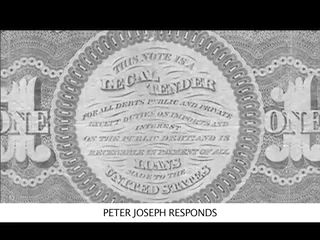 THIS NOTE IS A
LEGAL TENDER
FOR ALL DEBTS PUBLIC AND PRIVATE
EXCEPT DUTIES ON IMPORTS AND
INTEREST
ON THE PUBLIC DEBT AND IS
RECEIVABLE IN PAYMENT OF ALL
LOANS
MADE TO THE
UNITED STATES
1 ONE
1 ONE
PETER JOSEPH RESPONDS